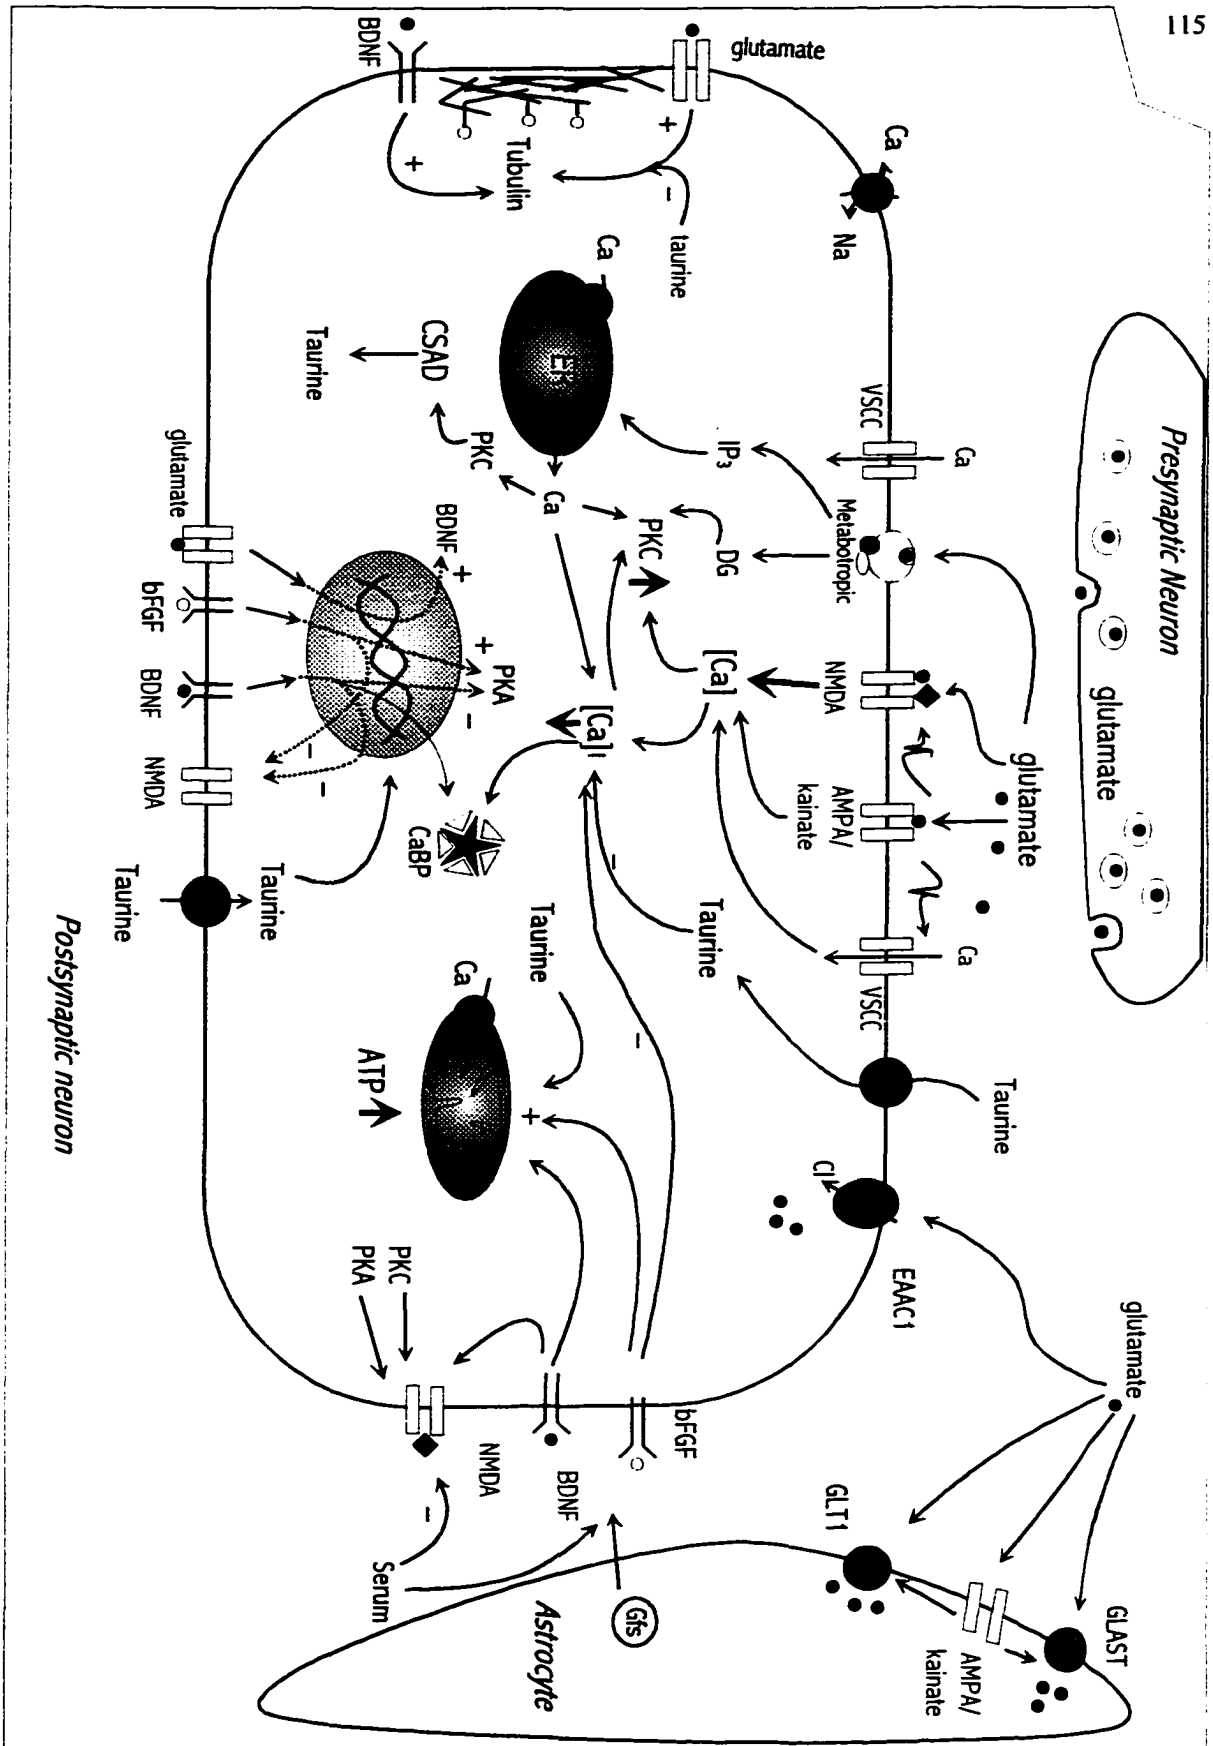 115
Presynaptic Neuron
glutamate
GLAST
glutamate
glutamate
Taurine
Ca
Ca
AMPA/
kainate
EAAC1
Ca
VSCC
VSCC
Na
Metabotropic
NMDA
AMPA/
kainate
GLT1
Cl
glutamate
IP3
DG
[Ca]
Taurine
-
bFGF
taurine
-
+
PKC
-
Gfs
Ca
[Ca]i
ER
Ca
Taurine
+
BDNF
Astrocyte
Tubulin
PKC
NMDA
-
+
-
+
PKA
Ca
CSAD
BDNF
+
CaBP
-
-
ATP
PKC
PKA
Serum
BDNF
Taurine
glutamate
bFGF
BDNF
NMDA
Taurine
Taurine
Postsynaptic neuron